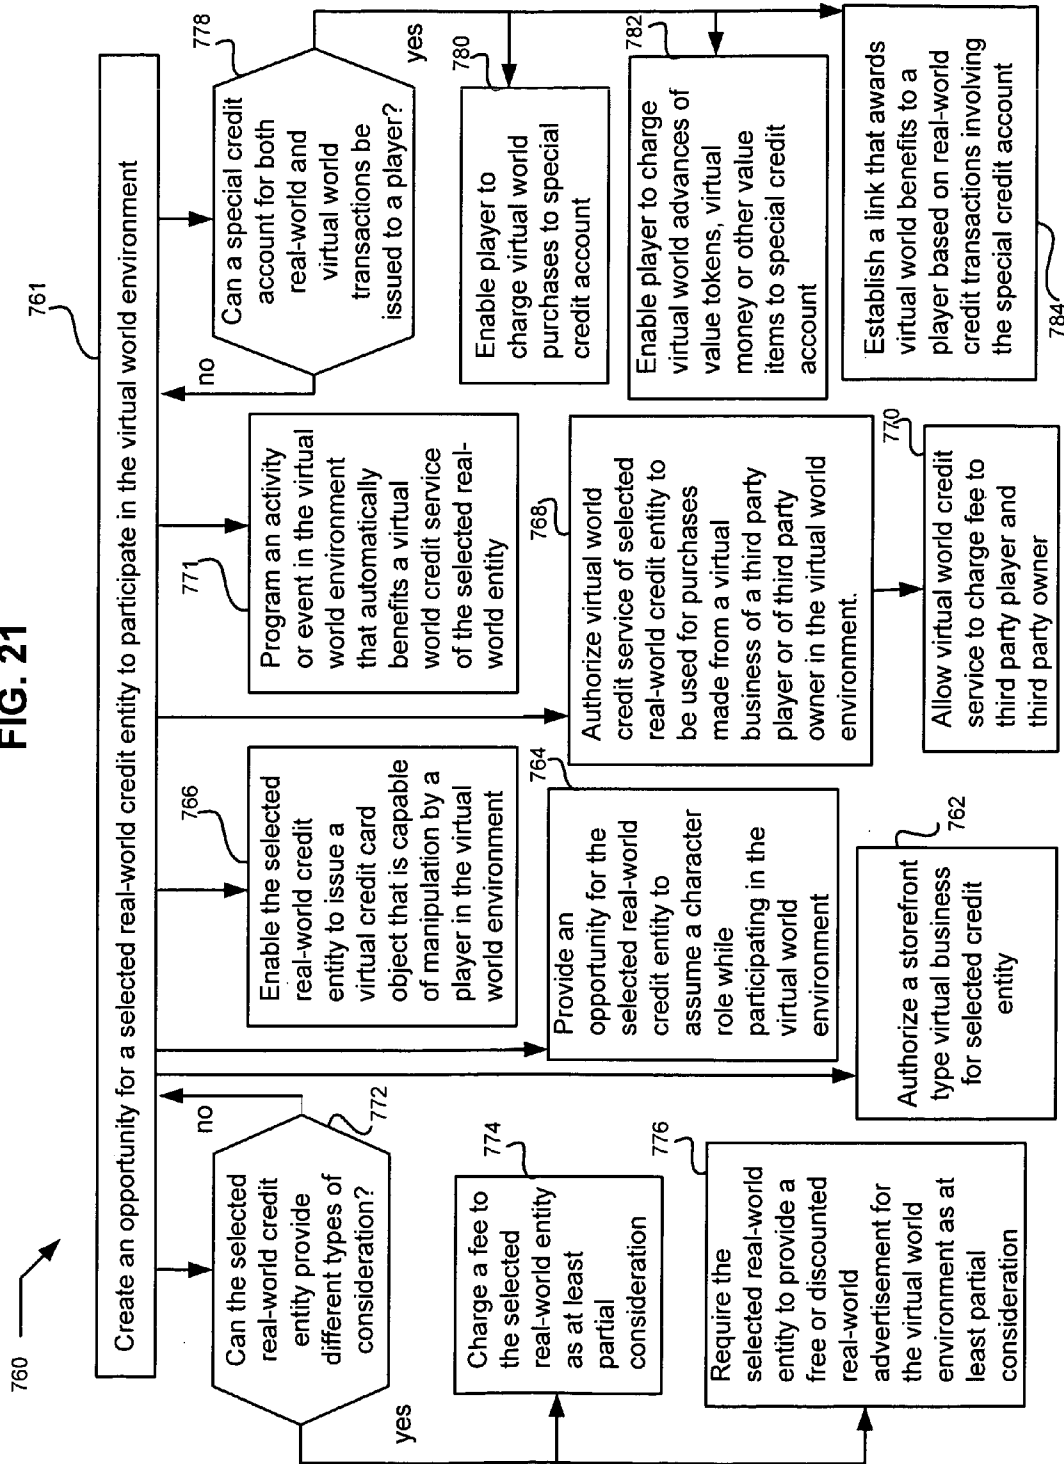 FIG. 21
760
761
Create an opportunity for a selected real-world credit entity to participate in the virtual world environment
Can the selected
real-world credit
entity provide
different types of
consideration?
772
no
yes
Charge a fee to
the selected
real-world entity
as at least
partial
consideration
774
Require the
selected real-world
entity to provide a
free or discounted
real-world
advertisement for
the virtual world
environment as at
least partial
consideration
776
Authorize a storefront
type virtual business
for selected credit
entity
762
Provide an
opportunity for the
selected real-world
credit entity to
assume a character
role while
participating in the
virtual world
environment
764
Enable the selected
real-world credit
entity to issue a
virtual credit card
object that is capable
of manipulation by a
player in the virtual
world environment
766
Authorize virtual world
credit service of selected
real-world credit entity to
be used for purchases
made from a virtual
business of a third party
player or of third party
owner in the virtual world
environment.
768
Allow virtual world credit
service to charge fee to
third party player and
third party owner
770
Program an activity
or event in the virtual
world environment
that automatically
benefits a virtual
world credit service
of the selected real-
world entity
771
Can a special credit
account for both
real-world and
virtual world
transactions be
issued to a player?
778
no
yes
Enable player to
charge virtual world
purchases to special
credit account
780
Enable player to charge
virtual world advances of
value tokens, virtual
money or other value
items to special credit
account
782
Establish a link that awards
virtual world benefits to a
player based on real-world
credit transactions involving
the special credit account
784